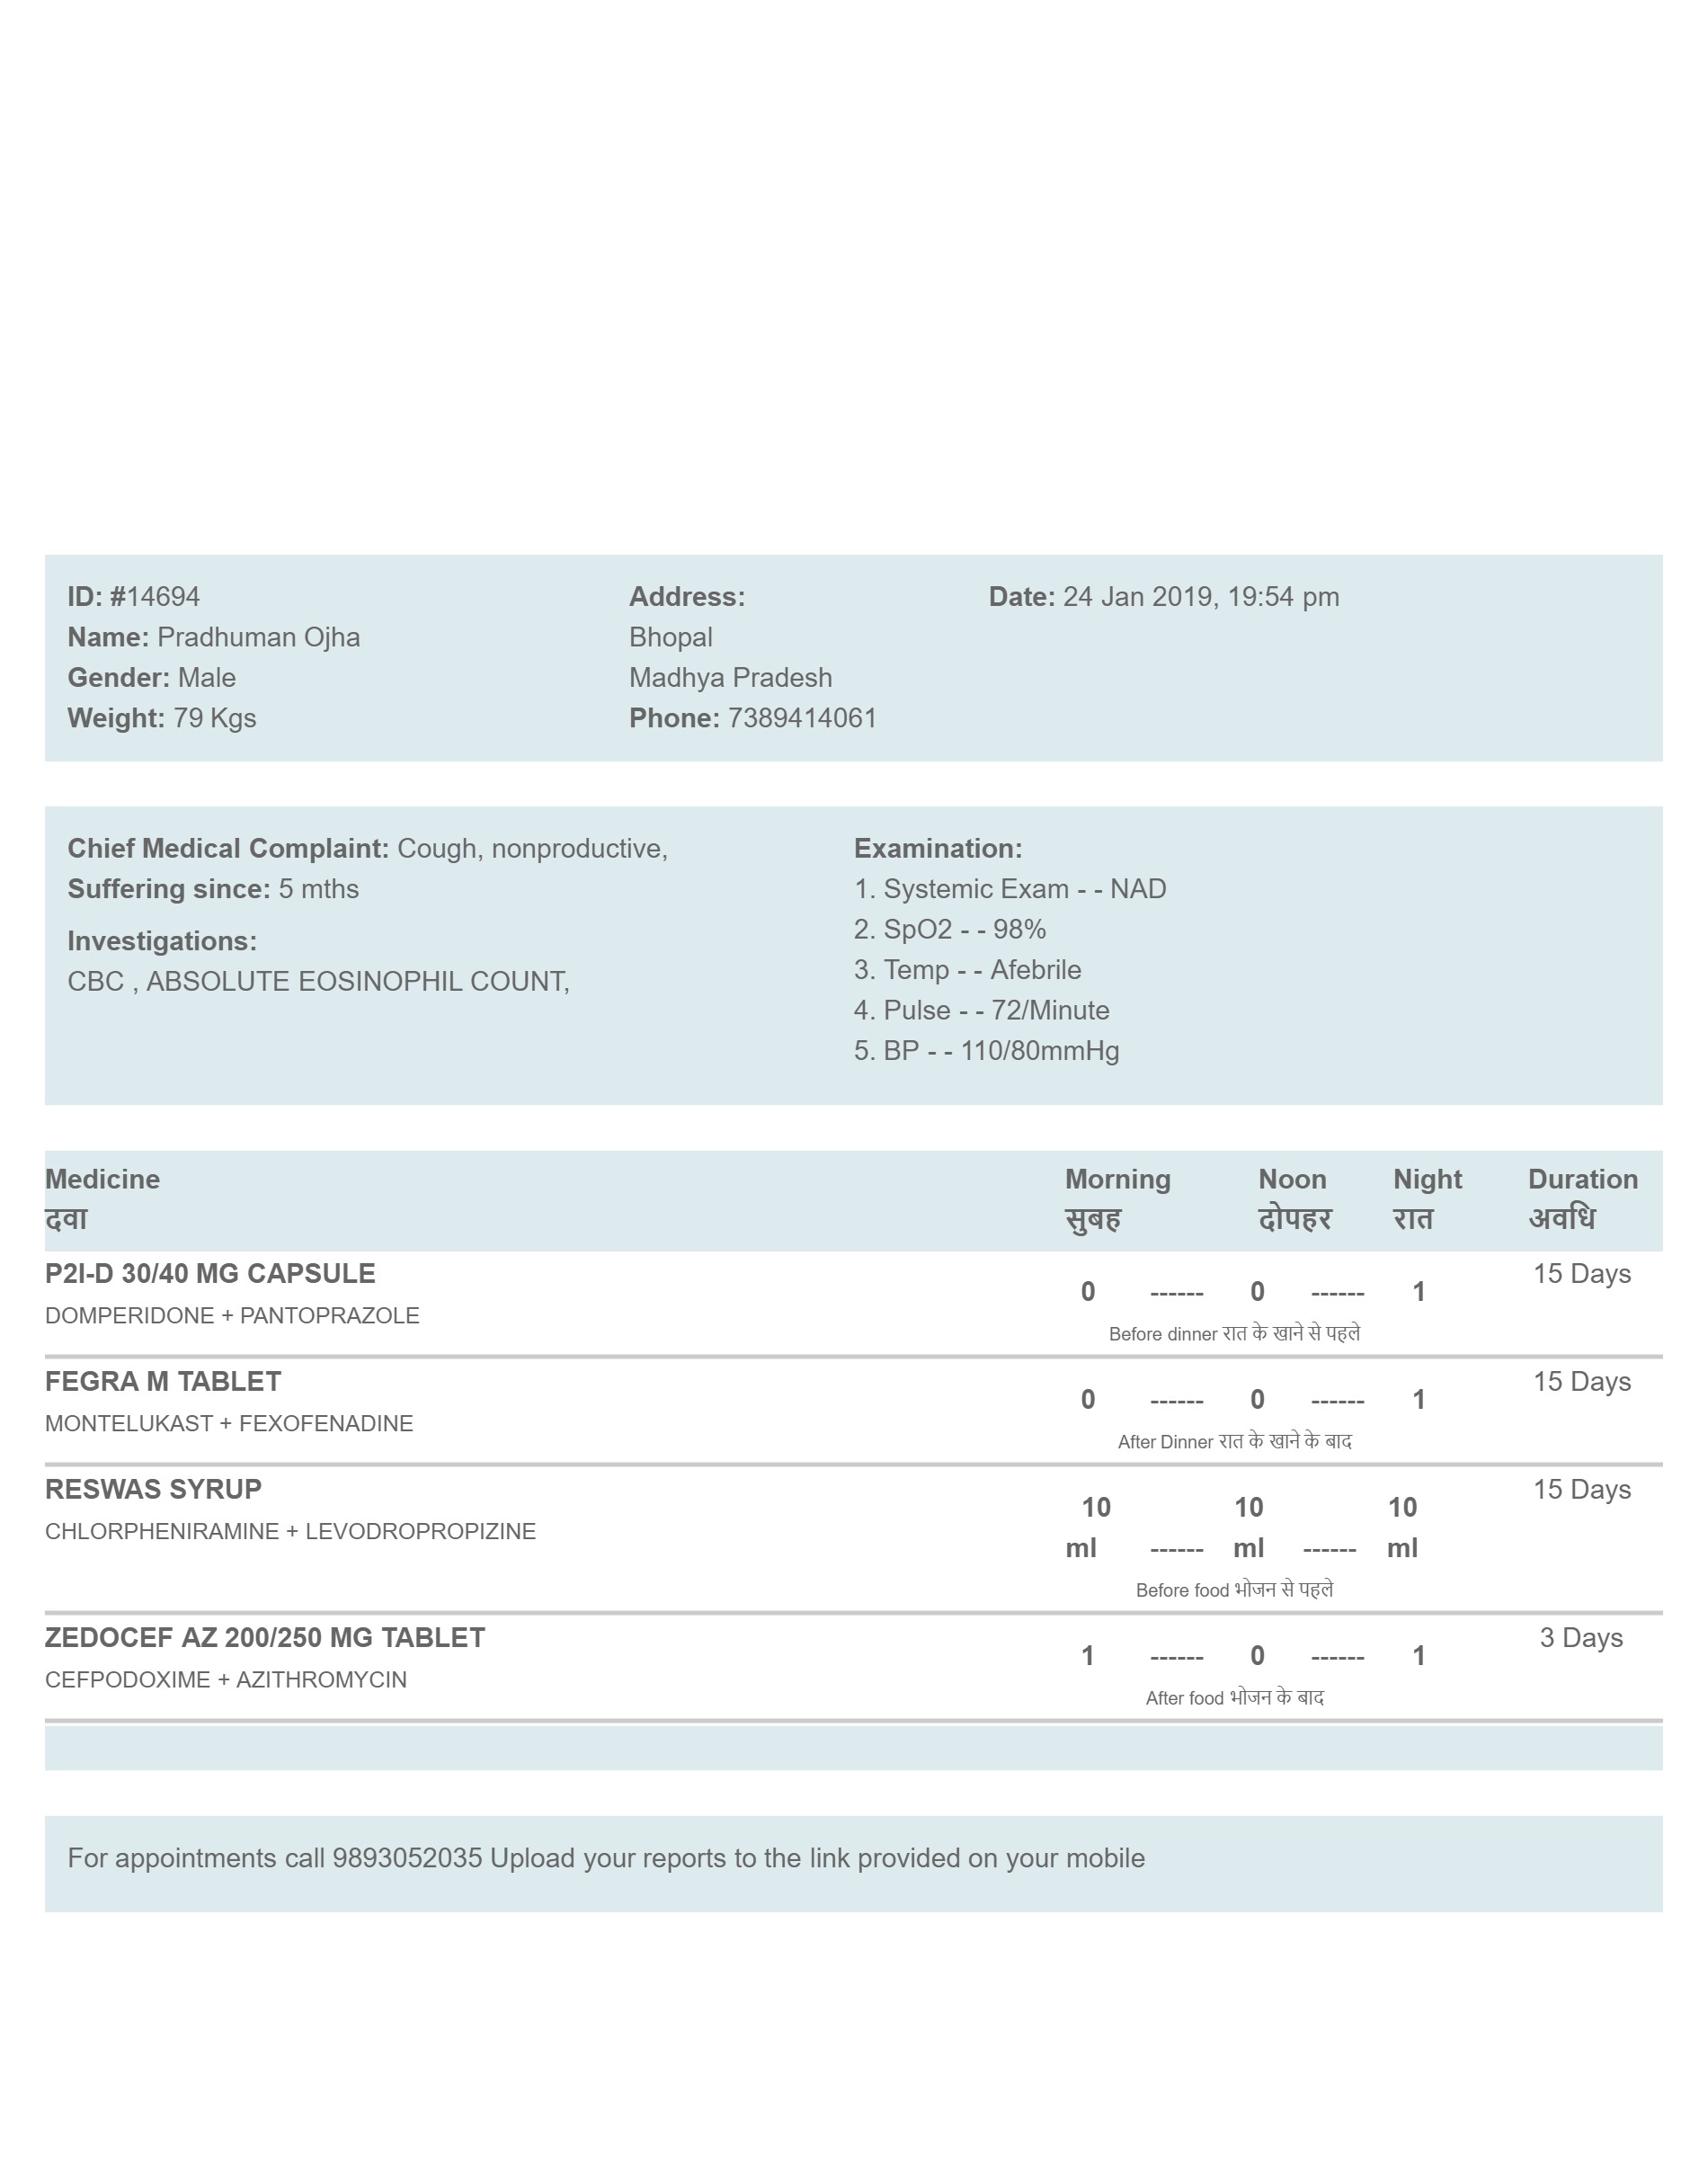 ID: #14694
Name: Pradhuman Ojha
Gender: Male
Weight: 79 Kgs
Address:
Bhopal
Madhya Pradesh
Phone: 7389414061
Date: 24 Jan 2019, 19:54 pm
Chief Medical Complaint: Cough, nonproductive,
Suffering since: 5 mths
Investigations:
CBC , ABSOLUTE EOSINOPHIL COUNT,
Examination:
1. Systemic Exam - - NAD
2. SpO2 - - 98%
3. Temp - - Afebrile
4. Pulse - - 72/Minute
5. BP - - 110/80mmHg
Medicine Morning Noon Night Duration
दवा सुबह दोपहर रात अवधि
P2I-D 30/40 MG CAPSULE 15 Days
0 ------ 0 ------ 1
DOMPERIDONE + PANTOPRAZOLE
Before dinner रात के खाने से पहले
FEGRA M TABLET 15 Days
0 ------ 0 ------ 1
MONTELUKAST + FEXOFENADINE
After Dinner रात के खाने के बाद
RESWAS SYRUP 15 Days
10 10 10
CHLORPHENIRAMINE + LEVODROPROPIZINE
ml ------ ml ------ ml
Before food भोजन से पहले
ZEDOCEF AZ 200/250 MG TABLET 3 Days
1 ------ 0 ------ 1
CEFPODOXIME + AZITHROMYCIN
After food भोजन के बाद
For appointments call 9893052035 Upload your reports to the link provided on your mobile